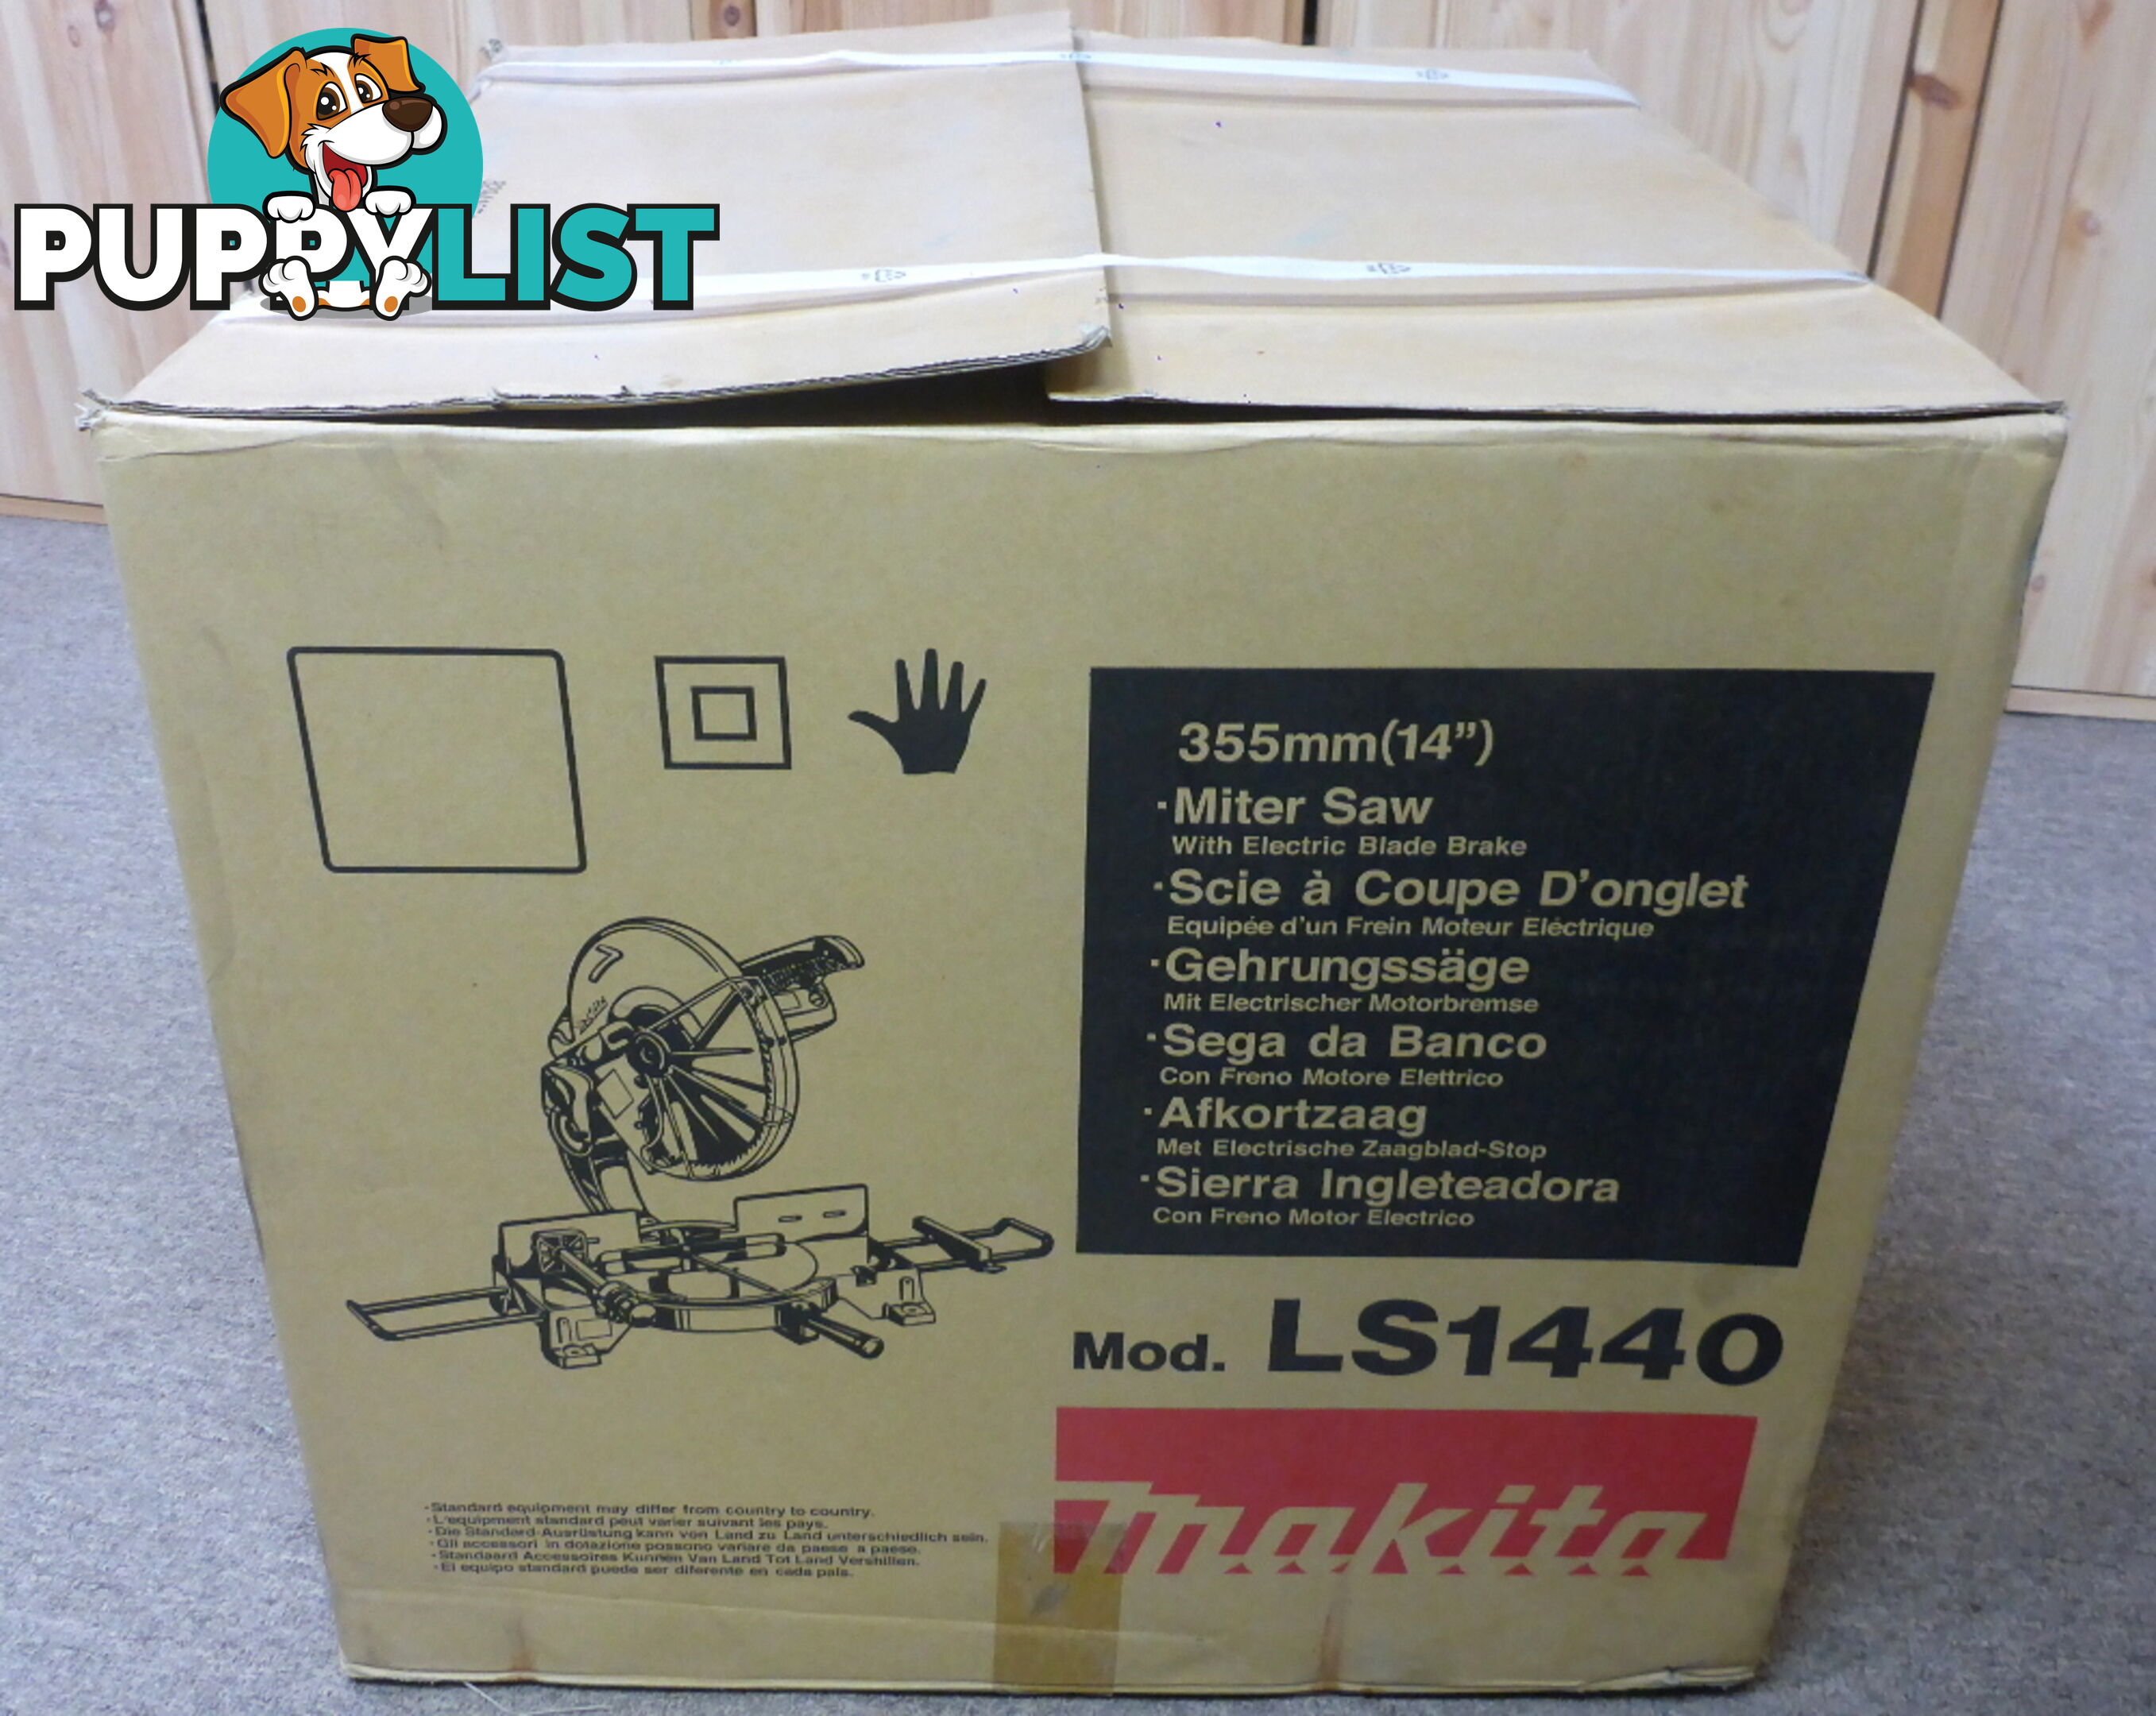 PUPPYLIST
355mm(14")
·Miter Saw
With Electric Blade Brake
·Scie à Coupe D'onglet
Equipée d'un Frein Moteur Eléctrique
·Gehrungssäge
Mit Electrischer Motorbremse
·Sega da Banco
Con Freno Motore Elettrico
·Afkortzaag
Met Electrische Zaagblad-Stop
·Sierra Ingleteadora
Con Freno Motor Electrico
Mod. LS1440
makita
·Standard equipment may differ from country to country.
·L'equipment standard peut varier suivant les pays.
·Die Standard-Ausrüstung kann von Land zu Land unterschiedlich sein.
·Gli accessori in dotazione possono variare da paese a paese.
·Standaard Accessoires Kunnen Van Land Tot Land Vershillen.
·El equipo standard puede ser diferente en cada pais.